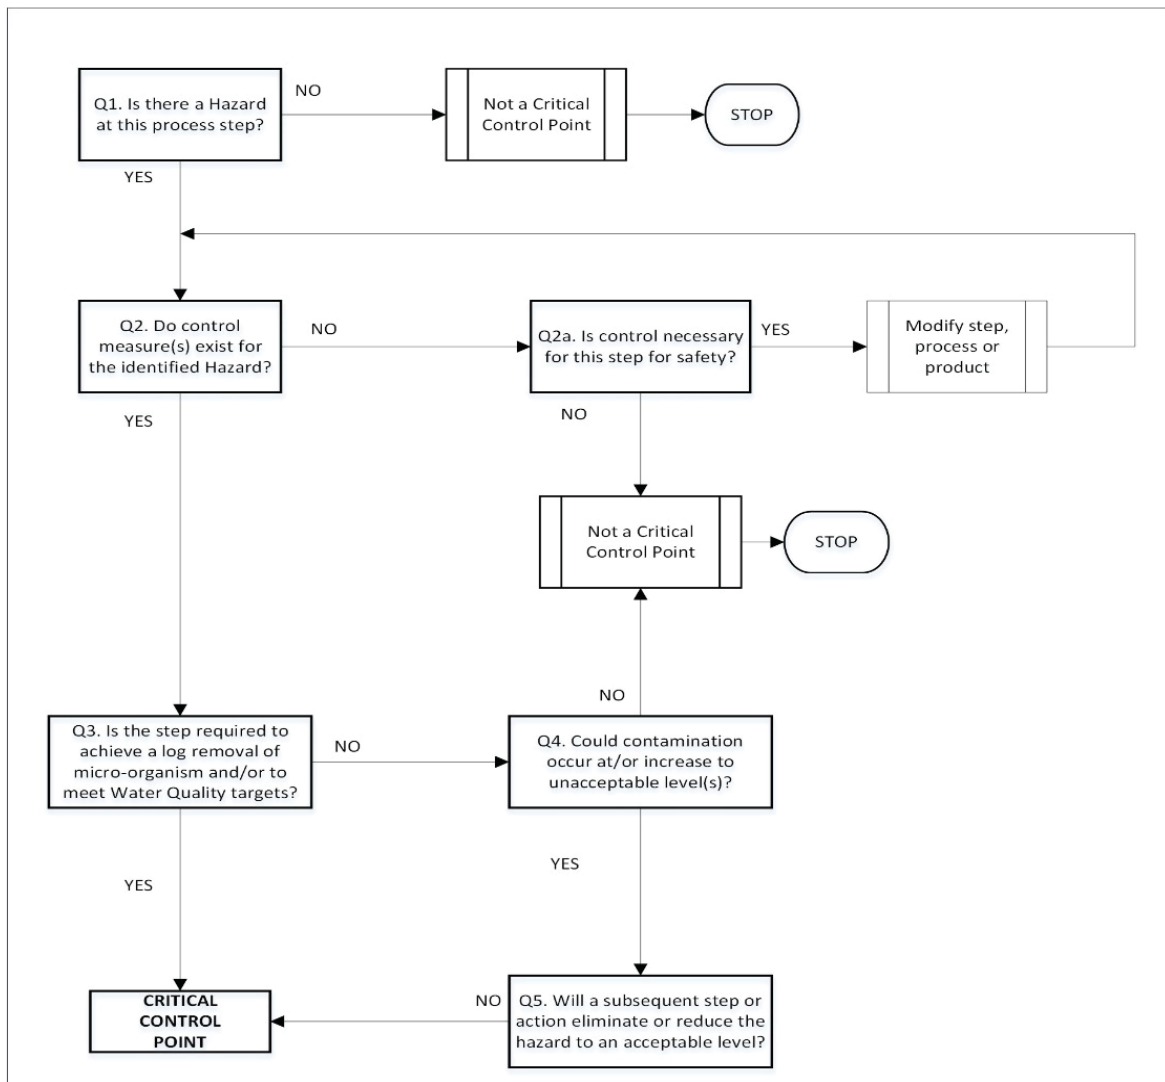 Q1. Is there a Hazard
at this process step?
NO
Not a Critical
Control Point
STOP
YES
Q2. Do control
measure(s) exist for
the identified Hazard?
NO
Q2a. Is control necessary
for this step for safety?
YES
Modify step,
process or
product
YES
NO
Not a Critical
Control Point
STOP
NO
Q3. Is the step required to
achieve a log removal of
micro-organism and/or to
meet Water Quality targets?
NO
Q4. Could contamination
occur at/or increase to
unacceptable level(s)?
YES
YES
CRITICAL
CONTROL
POINT
NO
Q5. Will a subsequent step or
action eliminate or reduce the
hazard to an acceptable level?